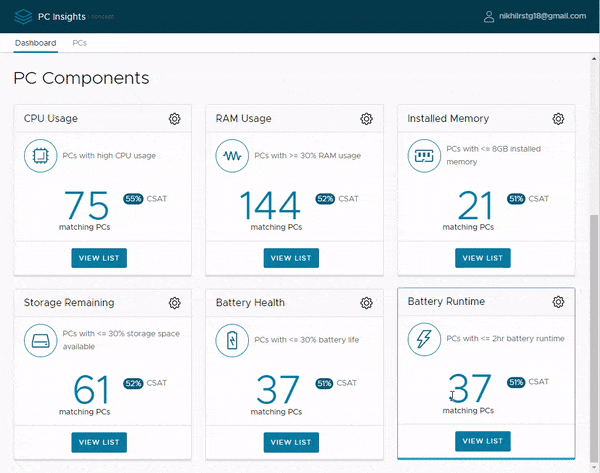 PC Insights concept
nikhilrstg18@gmail.com
Dashboard PCs
PC Components
CPU Usage
PCs with high CPU usage
75
55% CSAT
matching PCs
VIEW LIST
RAM Usage
PCs with >= 30% RAM usage
144
52% CSAT
matching PCs
VIEW LIST
Installed Memory
PCs with <= 8GB installed
memory
21
51% CSAT
matching PCs
VIEW LIST
Storage Remaining
PCs with <= 30% storage space
available
61
52% CSAT
matching PCs
VIEW LIST
Battery Health
PCs with <= 30% battery life
37
51% CSAT
matching PCs
VIEW LIST
Battery Runtime
PCs with <= 2hr battery runtime
37
51% CSAT
matching PCs
VIEW LIST